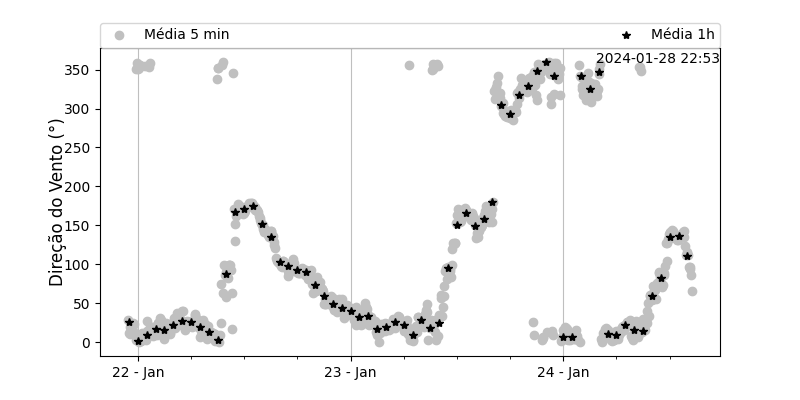 Média 5 min
Média 1h
2024-01-28 22:53
Direção do Vento (°)
350
300
250
200
150
100
50
0
22 - Jan
23 - Jan
24 - Jan